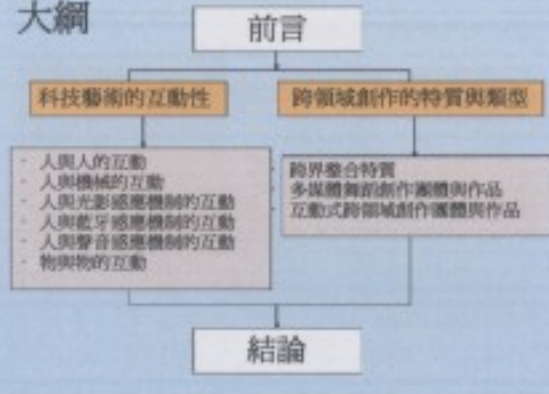 大綱
前言
科技藝術的互動性
跨領域創作的特質與類型
· 人與人的互動
· 人與機械的互動
· 人與光影感應機制的互動
· 人與藍牙感應機制的互動
· 人與聲音感應機制的互動
· 物與物的互動
· 跨界整合特質
多媒體舞蹈創作團體與作品
互動式跨領域創作團體與作品
結論